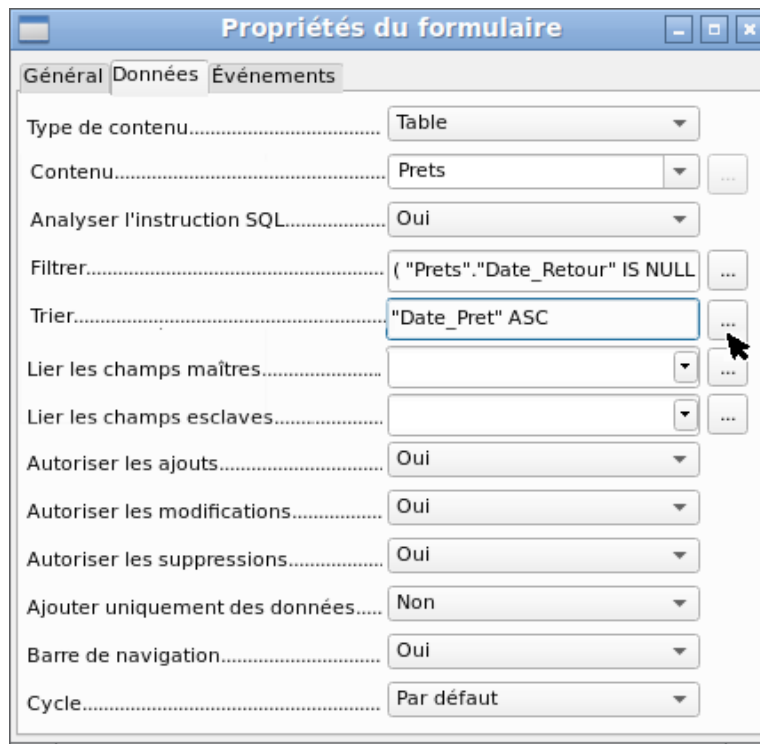 Propriétés du formulaire
Général Données Événements
Type de contenu.................................... Table
Contenu.................................................. Prets ...
Analyser l'instruction SQL................... Oui
Filtrer....................................................... ( "Prets"."Date_Retour" IS NULL ...
Trier......................................................... "Date_Pret" ASC ...
Lier les champs maîtres...................... ...
Lier les champs esclaves.................... ...
Autoriser les ajouts.............................. Oui
Autoriser les modifications................. Oui
Autoriser les suppressions.................. Oui
Ajouter uniquement des données..... Non
Barre de navigation.............................. Oui
Cycle....................................................... Par défaut